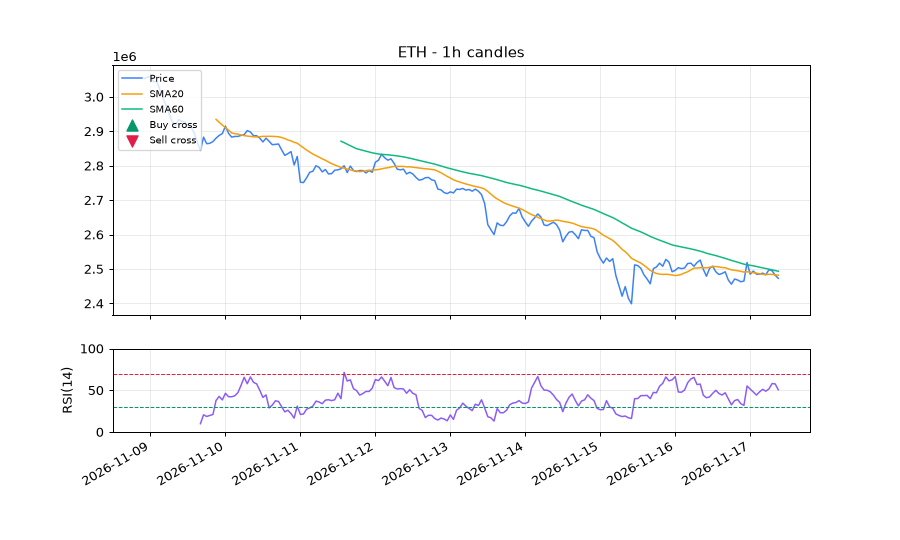 ETH - 1h candles
1e6
Price
SMA20
SMA60
Buy cross
Sell cross
3.0
2.9
2.8
2.7
2.6
2.5
2.4
RSI(14)
100
50
0
2026-11-09
2026-11-10
2026-11-11
2026-11-12
2026-11-13
2026-11-14
2026-11-15
2026-11-16
2026-11-17